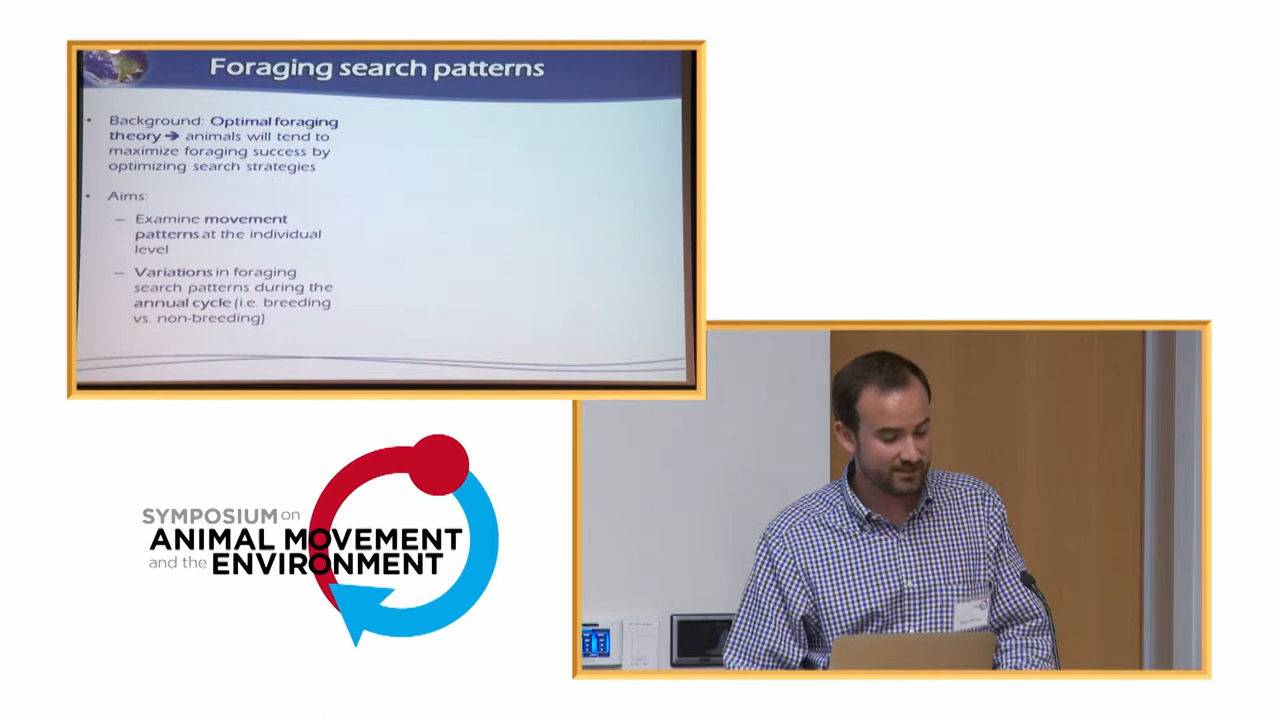 Foraging search patterns
• Background: Optimal foraging
theory ➔ animals will tend to
maximize foraging success by
optimizing search strategies
• Aims:
– Examine movement
patterns at the individual
level
– Variations in foraging
search patterns during the
annual cycle (i.e. breeding
vs. non-breeding)
SYMPOSIUM on
ANIMAL MOVEMENT
and the ENVIRONMENT